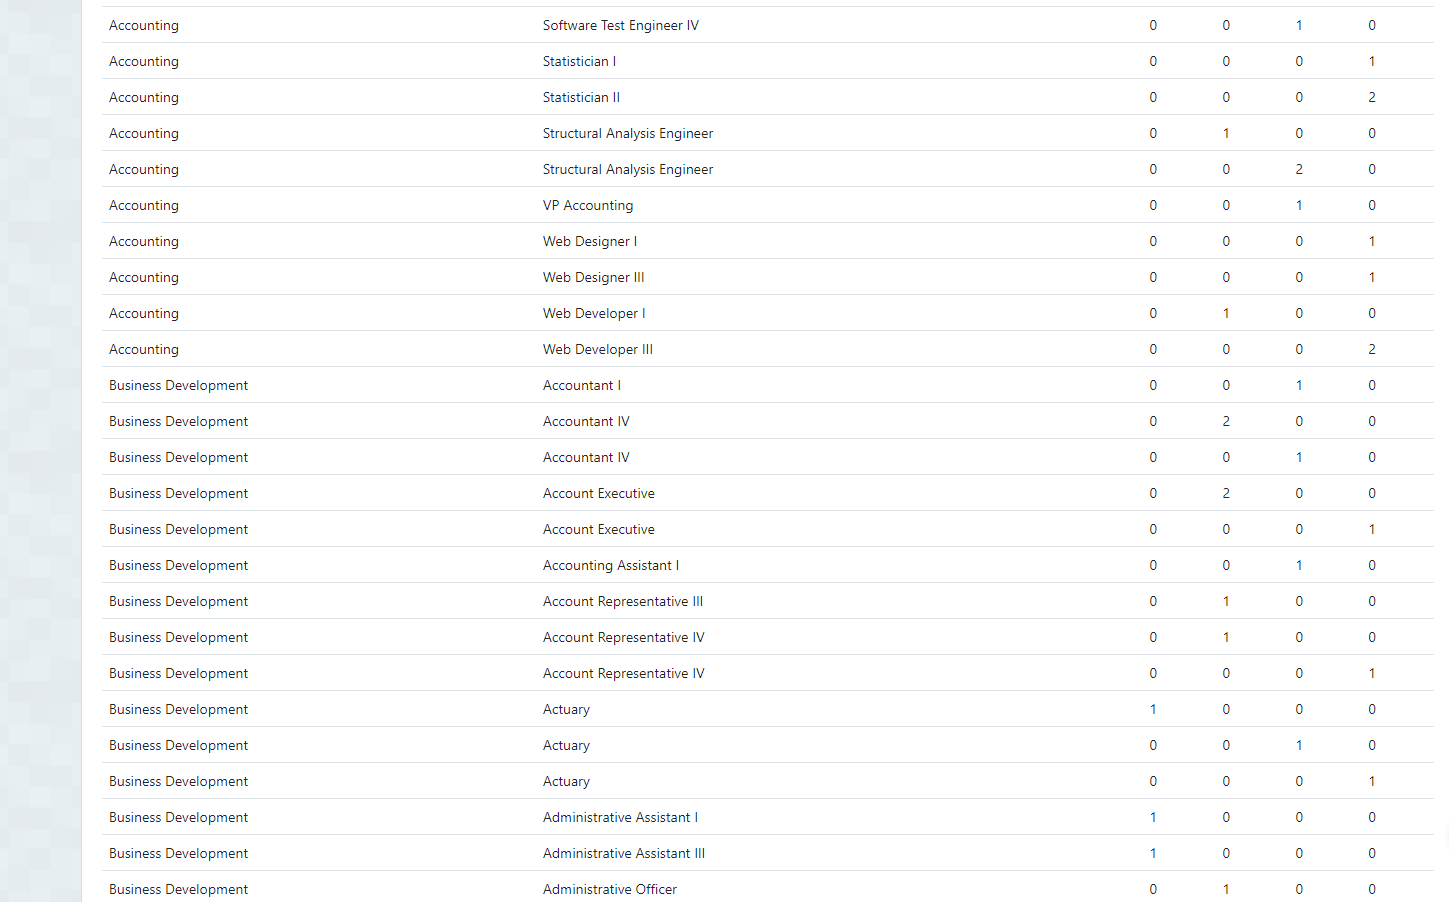 Accounting Software Test Engineer IV 0 0 1 0
Accounting Statistician I 0 0 0 1
Accounting Statistician II 0 0 0 2
Accounting Structural Analysis Engineer 0 1 0 0
Accounting Structural Analysis Engineer 0 0 2 0
Accounting VP Accounting 0 0 1 0
Accounting Web Designer I 0 0 0 1
Accounting Web Designer III 0 0 0 1
Accounting Web Developer I 0 1 0 0
Accounting Web Developer III 0 0 0 2
Business Development Accountant I 0 0 1 0
Business Development Accountant IV 0 2 0 0
Business Development Accountant IV 0 0 1 0
Business Development Account Executive 0 2 0 0
Business Development Account Executive 0 0 0 1
Business Development Accounting Assistant I 0 0 1 0
Business Development Account Representative III 0 1 0 0
Business Development Account Representative IV 0 1 0 0
Business Development Account Representative IV 0 0 0 1
Business Development Actuary 1 0 0 0
Business Development Actuary 0 0 1 0
Business Development Actuary 0 0 0 1
Business Development Administrative Assistant I 1 0 0 0
Business Development Administrative Assistant III 1 0 0 0
Business Development Administrative Officer 0 1 0 0